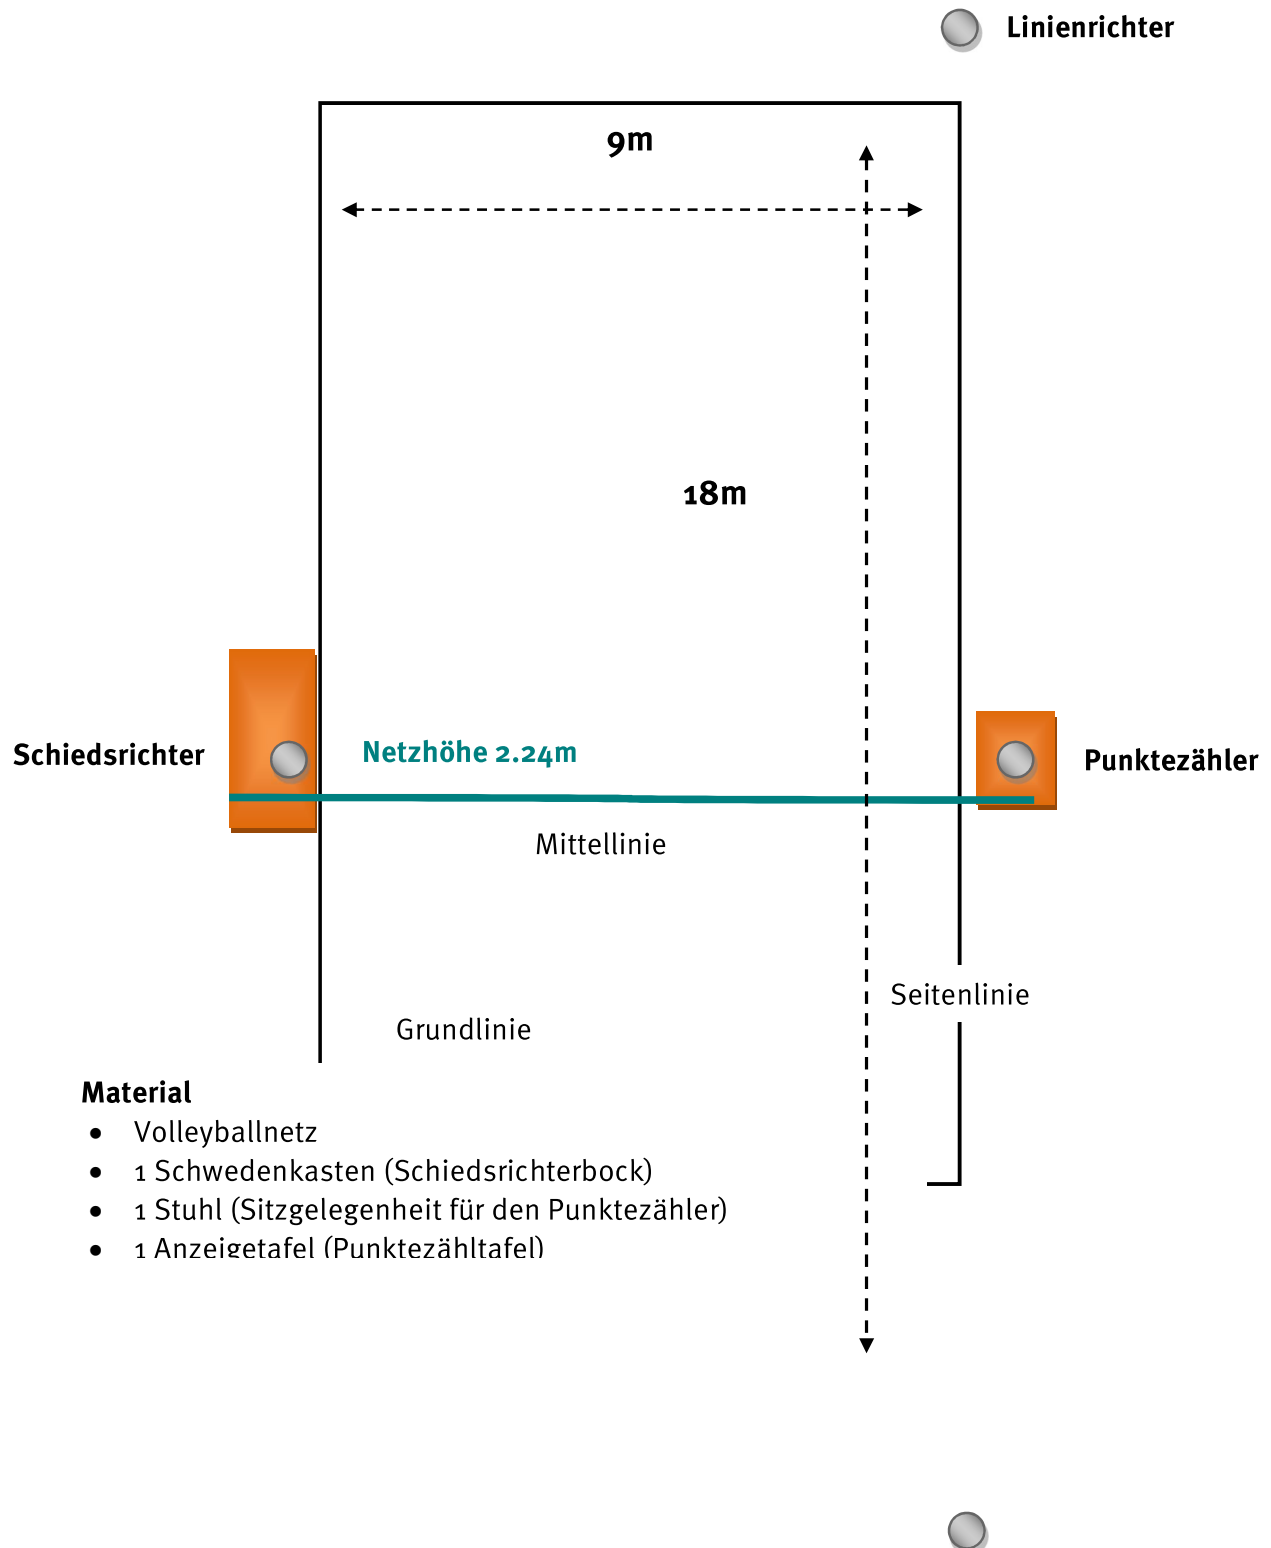 Linienrichter
9m
18m
Schiedsrichter
Netzhöhe 2.24m
Punktezähler
Mittellinie
Seitenlinie
Grundlinie
Material
• Volleyballnetz
• 1 Schwedenkasten (Schiedsrichterbock)
• 1 Stuhl (Sitzgelegenheit für den Punktezähler)
• 1 Anzeigetafel (Punktezähltafel)